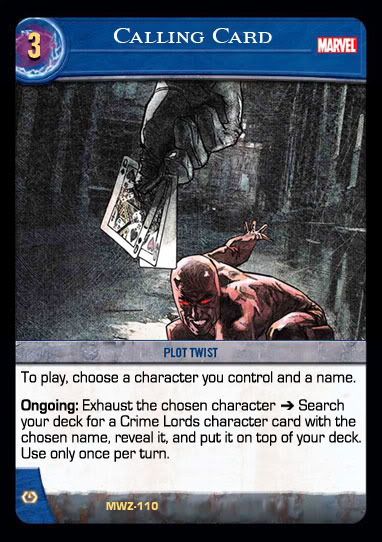 3
CALLING CARD
MARVEL
PLOT TWIST
To play, choose a character you control and a name.
Ongoing: Exhaust the chosen character ➔ Search
your deck for a Crime Lords character card with the
chosen name, reveal it, and put it on top of your deck.
Use only once per turn.
MWZ-110